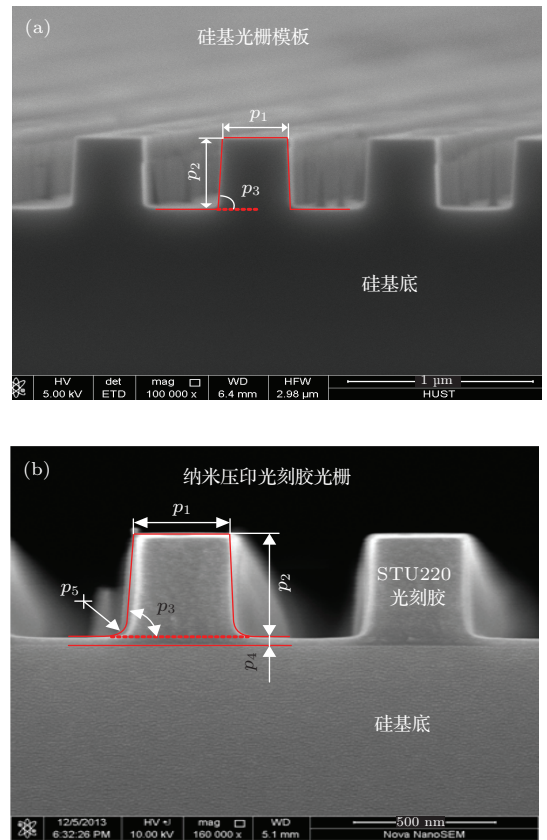 (a)
硅基光栅模板
p1
p2
p3
硅基底
HV det mag WD HFW 1 µm
5.00 kV ETD 100 000 x 6.4 mm 2.98 µm HUST
(b)
纳米压印光刻胶光栅
p1
p2
STU220
光刻胶
p5
p3
p4
硅基底
12/5/2013 HV mag WD 500 nm
6:32:26 PM 10.00 kV 160 000 x 5.1 mm Nova NanoSEM